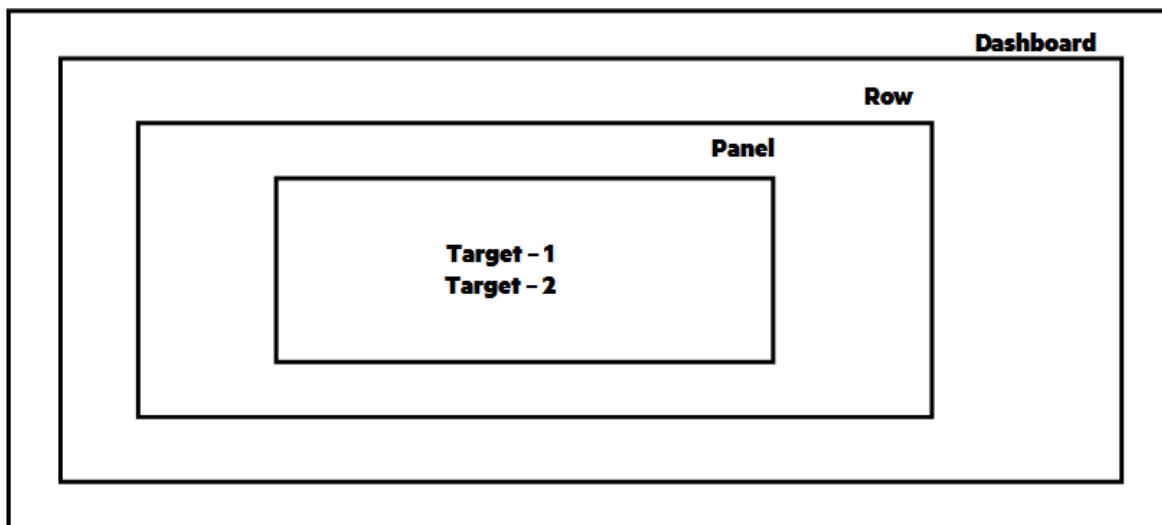 Dashboard
Row
Panel
Target – 1
Target – 2